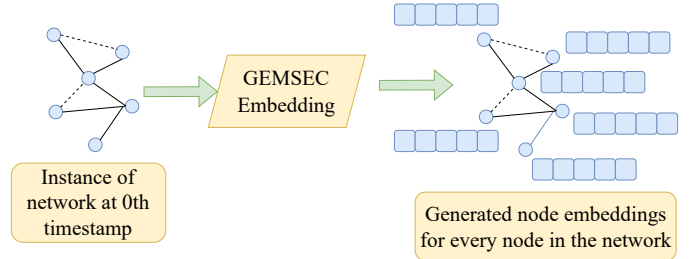 GEMSEC
Embedding
Instance of
network at 0th
timestamp
Generated node embeddings
for every node in the network